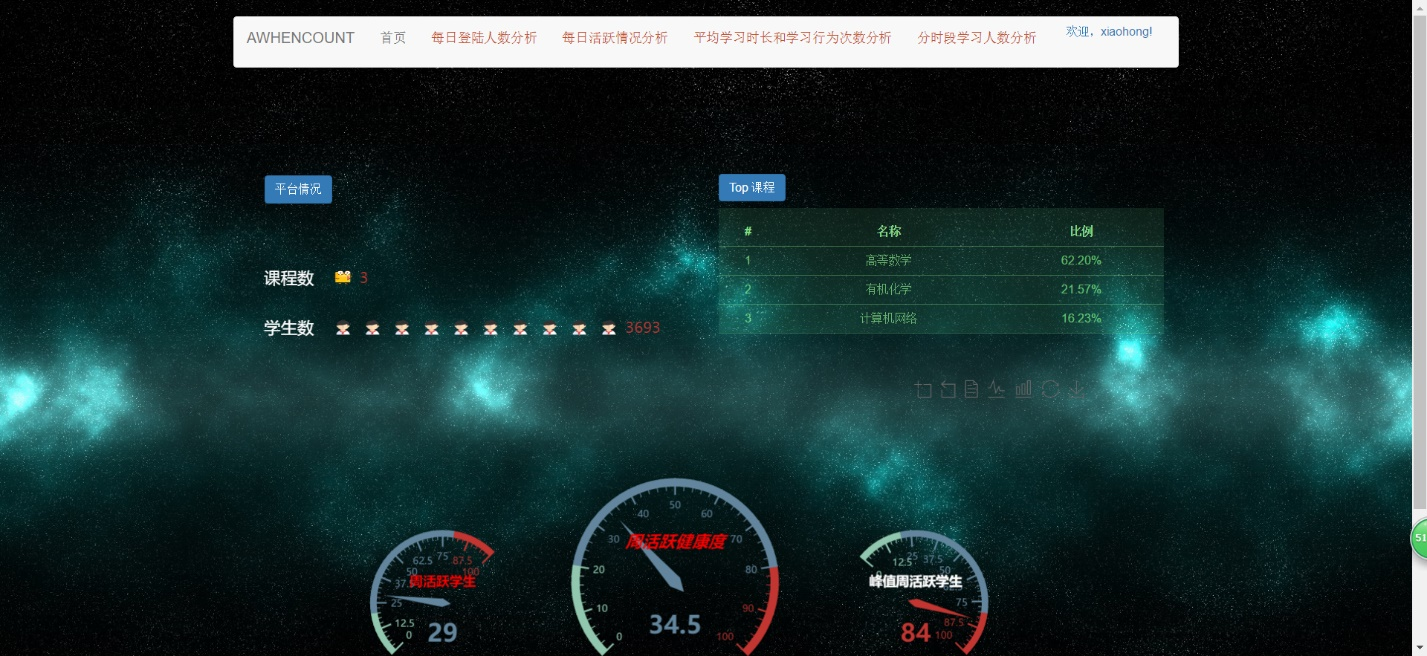 AWHENCOUNT 首页 每日登陆人数分析 每日活跃情况分析 平均学习时长和学习行为次数分析 分时段学习人数分析 欢迎，xiaohong!
平台情况
课程数 3
学生数 3693
Top 课程
# 名称 比例
1 高等数学 62.20%
2 有机化学 21.57%
3 计算机网络 16.23%
周活跃学生
0 12.5 25 37.5 50 62.5 75 87.5 100
29
周活跃健康度
0 10 20 30 40 50 60 70 80 90 100
34.5
峰值周活跃学生
0 12.5 25 37.5 50 62.5 75 87.5 100
84
51